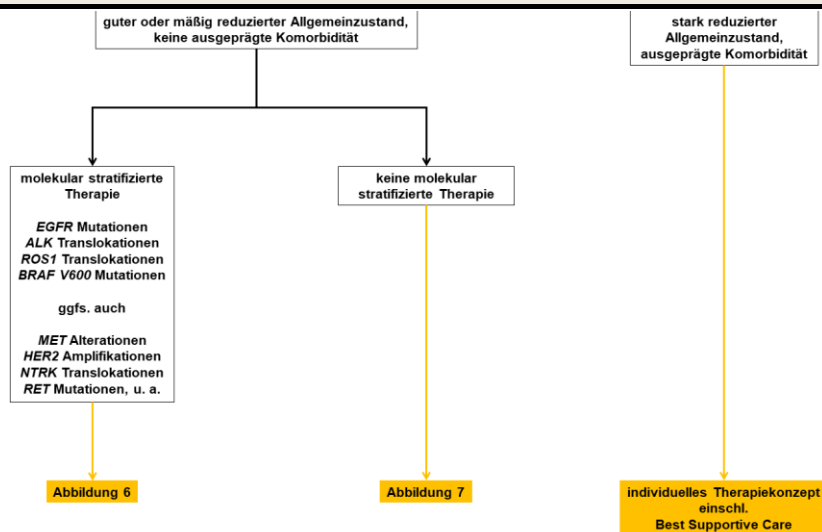 guter oder mäßig reduzierter Allgemeinzustand,
keine ausgeprägte Komorbidität
stark reduzierter
Allgemeinzustand,
ausgeprägte Komorbidität
molekular stratifizierte
Therapie
EGFR Mutationen
ALK Translokationen
ROS1 Translokationen
BRAF V600 Mutationen
ggfs. auch
MET Alterationen
HER2 Amplifikationen
NTRK Translokationen
RET Mutationen, u. a.
keine molekular
stratifizierte Therapie
Abbildung 6
Abbildung 7
individuelles Therapiekonzept
einschl.
Best Supportive Care